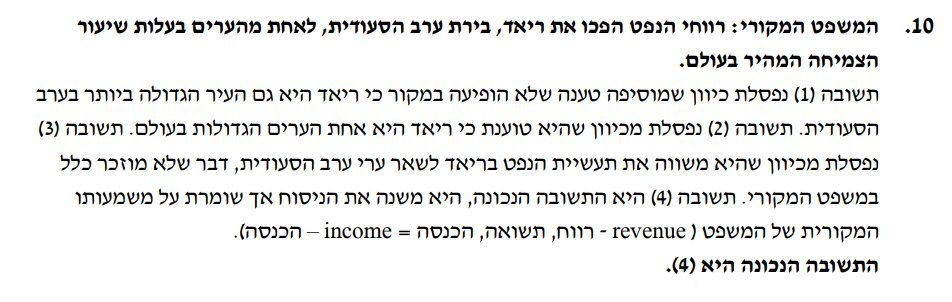 10. המשפט המקורי: רווחי הנפט הפכו את ריאד, בירת ערב הסעודית, לאחת מהערים בעלות שיעור
הצמיחה המהיר בעולם.
תשובה (1) נפסלת כיוון שמוסיפה טענה שלא הופיעה במקור כי ריאד היא גם העיר הגדולה ביותר בערב
הסעודית. תשובה (2) נפסלת מכיוון שהיא טוענת כי ריאד היא אחת הערים הגדולות בעולם. תשובה (3)
נפסלת מכיוון שהיא משווה את תעשיית הנפט בריאד לשאר ערי ערב הסעודית, דבר שלא מוזכר כלל
במשפט המקורי. תשובה (4) היא התשובה הנכונה, היא משנה את הניסוח אך שומרת על משמעותו
המקורית של המשפט ( revenue - רווח, תשואה, הכנסה = income – הכנסה).
התשובה הנכונה היא (4).